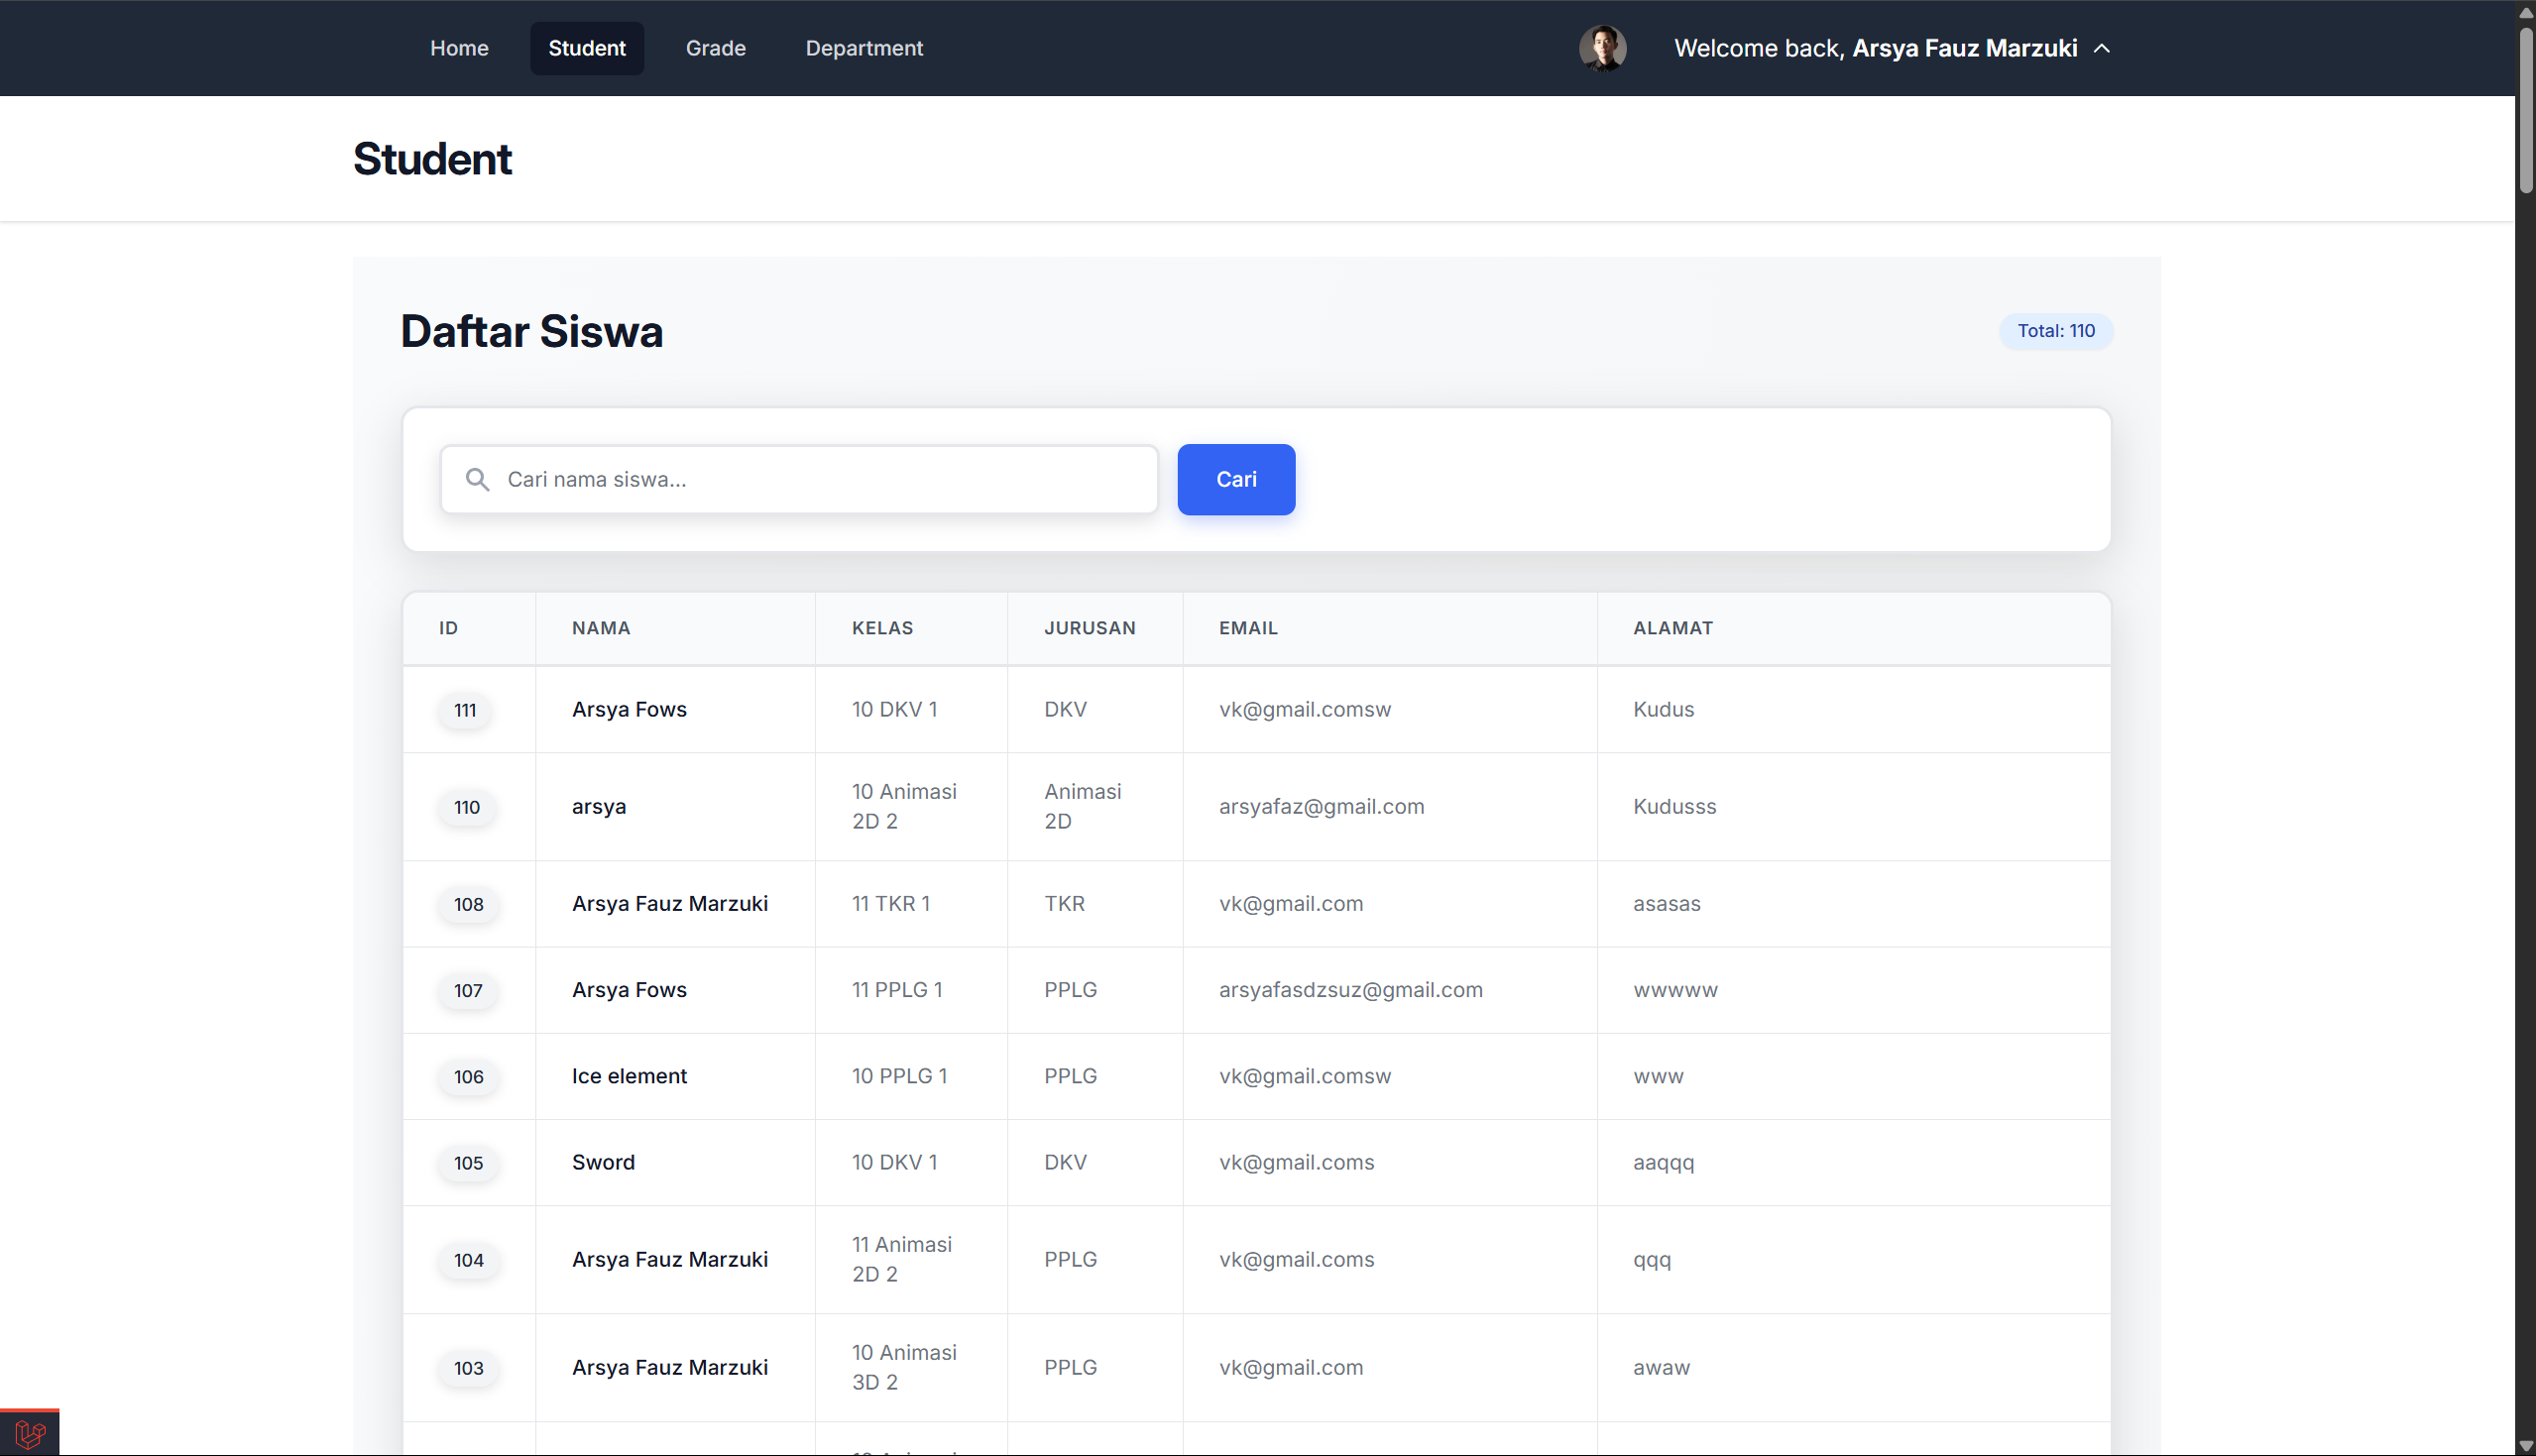 Home Student Grade Department Welcome back, Arsya Fauz Marzuki
Student
Daftar Siswa Total: 110
Cari nama siswa... Cari
ID NAMA KELAS JURUSAN EMAIL ALAMAT
111 Arsya Fows 10 DKV 1 DKV vk@gmail.comsw Kudus
110 arsya 10 Animasi 2D 2 Animasi 2D arsyafaz@gmail.com Kudusss
108 Arsya Fauz Marzuki 11 TKR 1 TKR vk@gmail.com asasas
107 Arsya Fows 11 PPLG 1 PPLG arsyafasdzsuz@gmail.com wwwww
106 Ice element 10 PPLG 1 PPLG vk@gmail.comsw www
105 Sword 10 DKV 1 DKV vk@gmail.coms aaqqq
104 Arsya Fauz Marzuki 11 Animasi 2D 2 PPLG vk@gmail.coms qqq
103 Arsya Fauz Marzuki 10 Animasi 3D 2 PPLG vk@gmail.com awaw